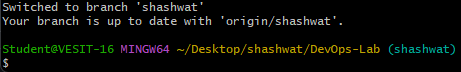 Switched to branch 'shashwat'
Your branch is up to date with 'origin/shashwat'.
Student@VESIT-16 MINGW64 ~/Desktop/shashwat/DevOps-Lab (shashwat)
$